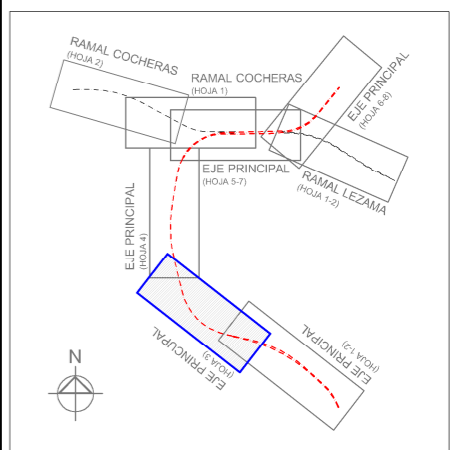 RAMAL COCHERAS
(HOJA 2)
RAMAL COCHERAS
(HOJA 1)
EJE PRINCIPAL
(HOJA 6-8)
EJE PRINCIPAL
(HOJA 5-7)
RAMAL LEZAMA
(HOJA 1-2)
EJE PRINCIPAL
(HOJA 4)
EJE PRINCUPAL
(HOJA 3)
EJE PRINCIPAL
(HOJA 1-2)
N